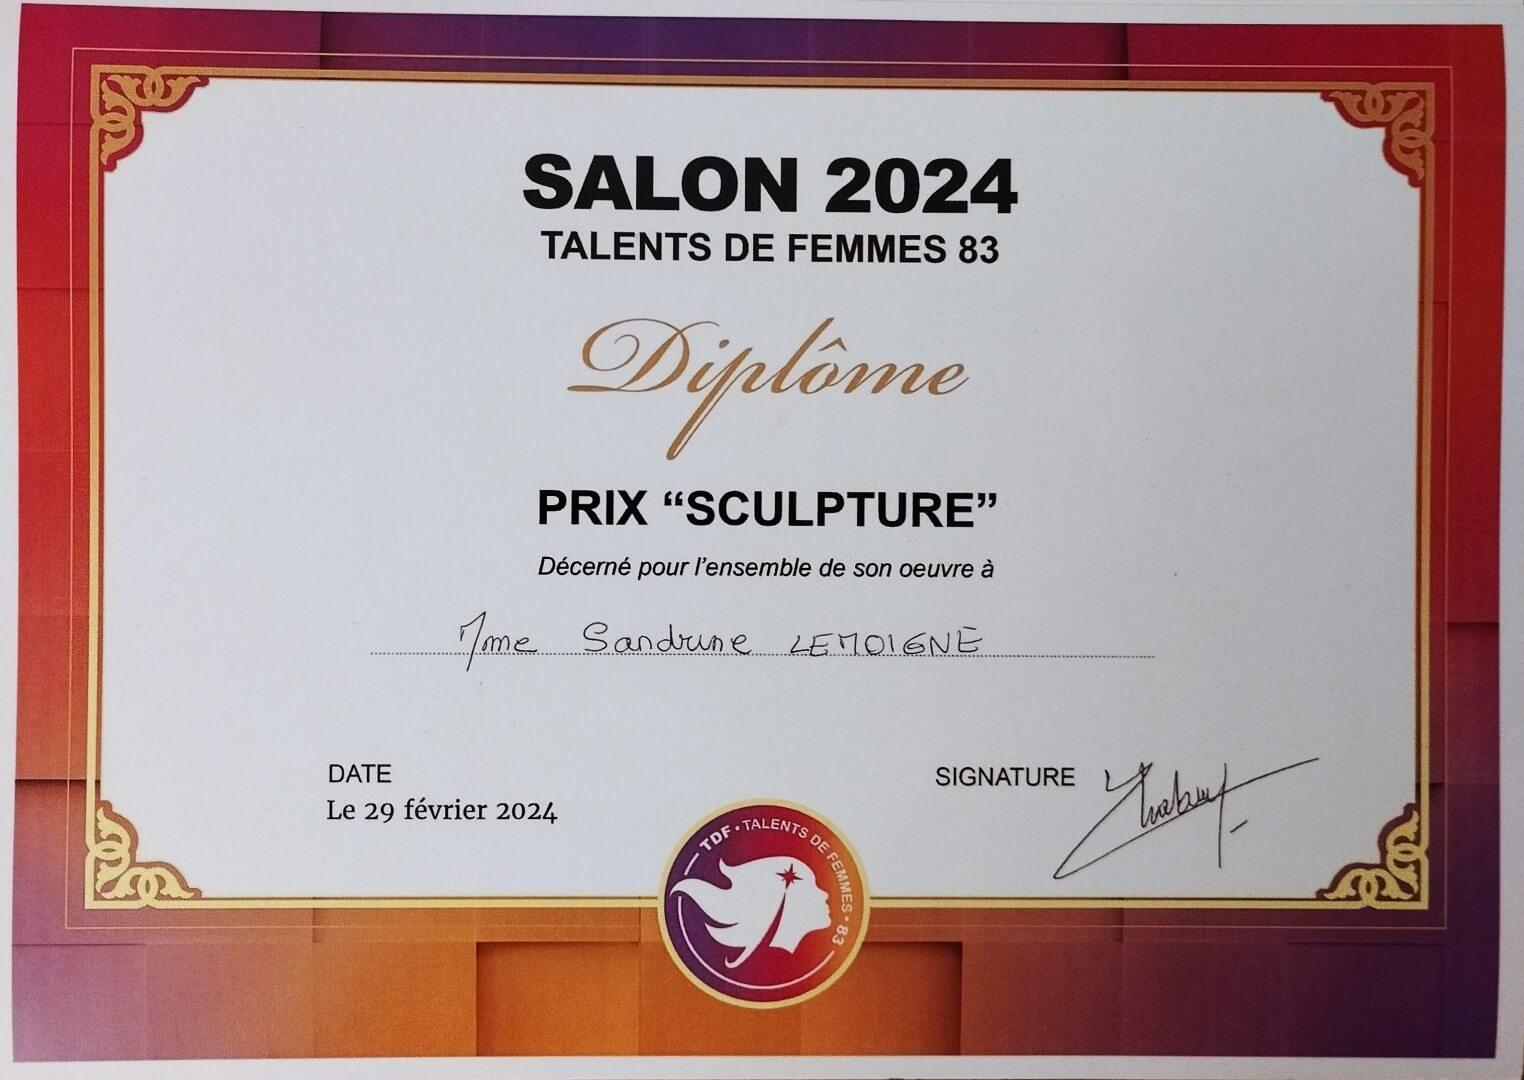 SALON 2024
TALENTS DE FEMMES 83
Diplôme
PRIX “SCULPTURE”
Décerné pour l'ensemble de son oeuvre à
Mme Sandrine LEMOIGNE
DATE
Le 29 février 2024
SIGNATURE
TDF • TALENTS DE FEMMES • 83